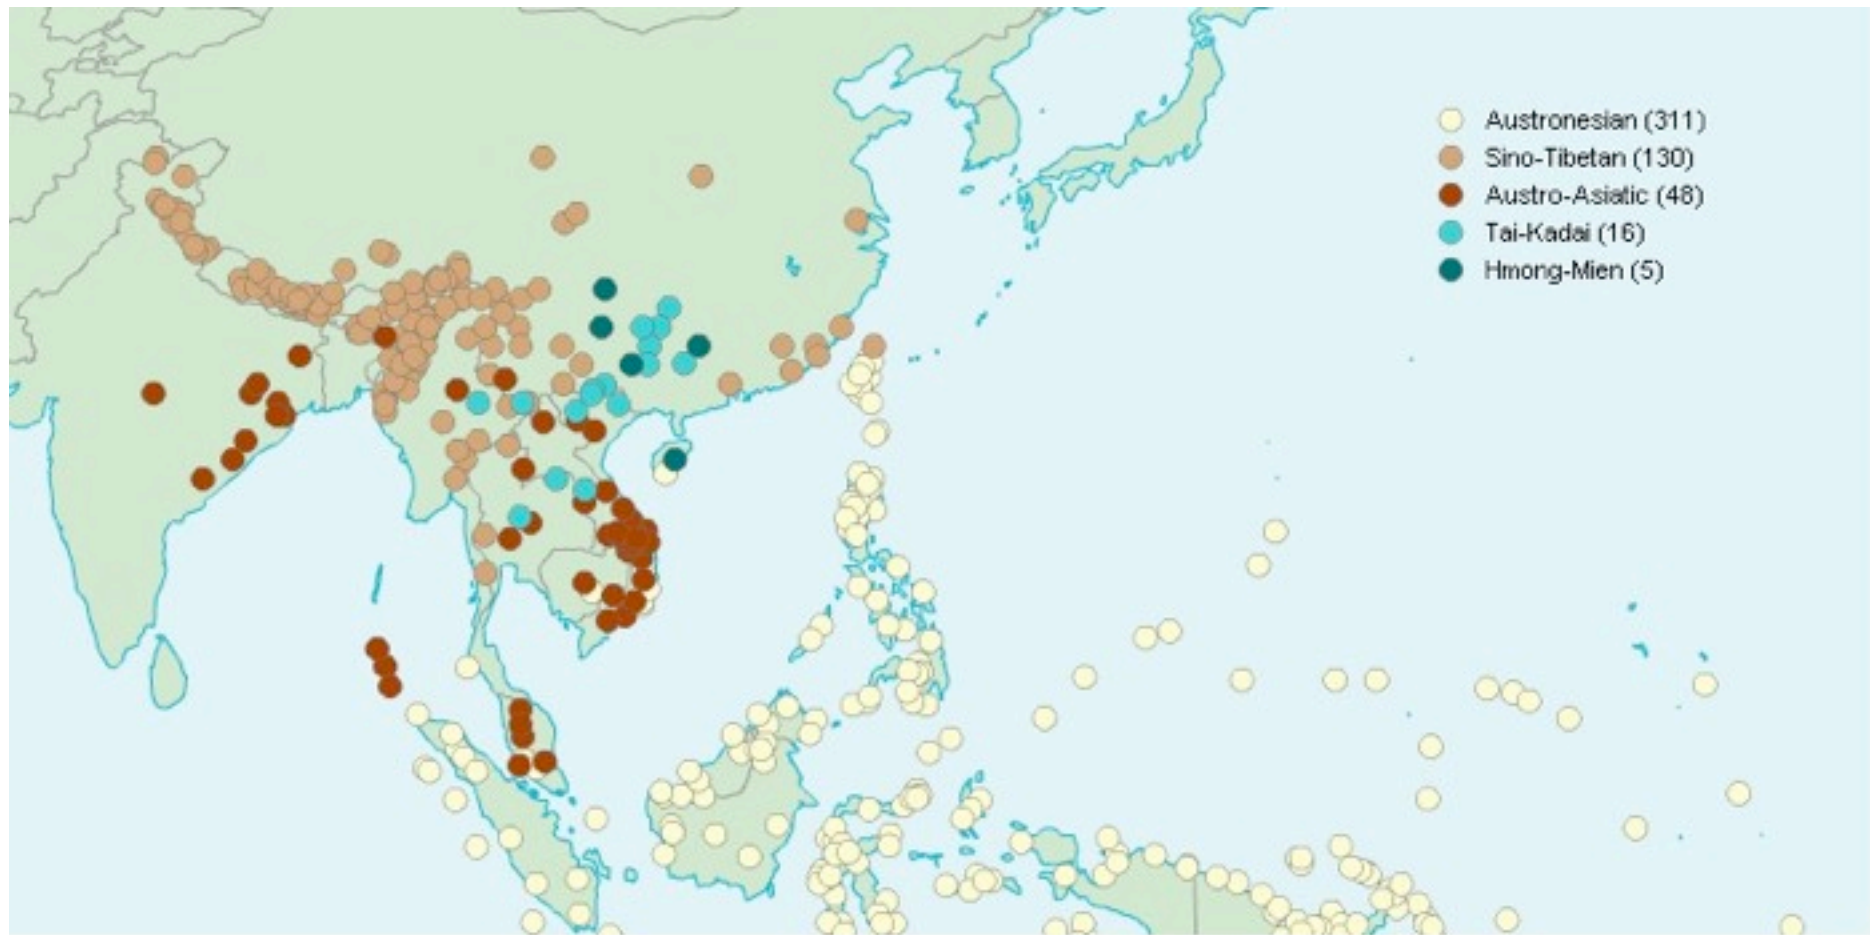 Austronesian (311)
Sino-Tibetan (130)
Austro-Asiatic (48)
Tai-Kadai (16)
Hmong-Mien (5)